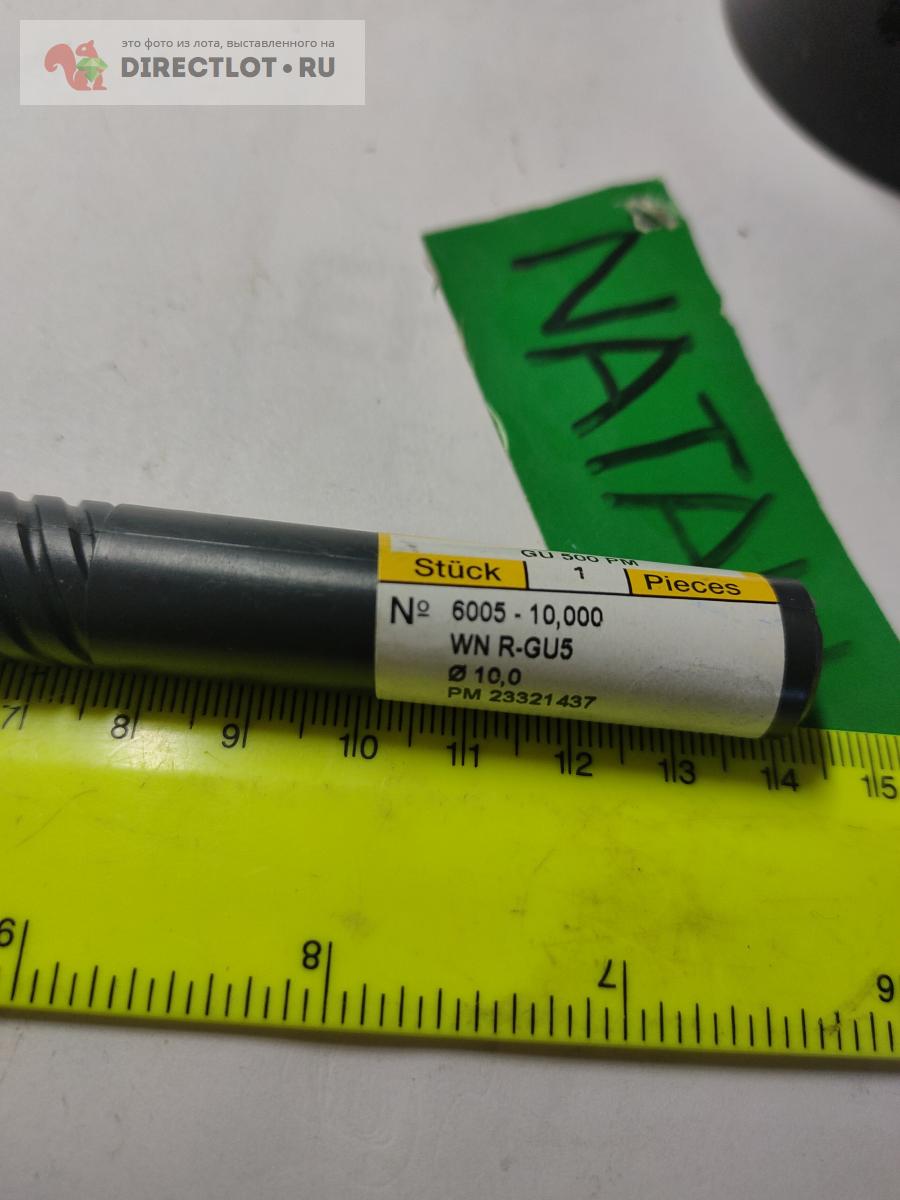 это фото из лота, выставленного на
DIRECTLOT•RU
NATA
GU 500 PM
Stück 1 Pieces
Nº 6005 - 10,000
WN R-GU5
Ø 10,0
PM 23321437
7 8 9 10 11 12 13 14 15
9 8 7 6